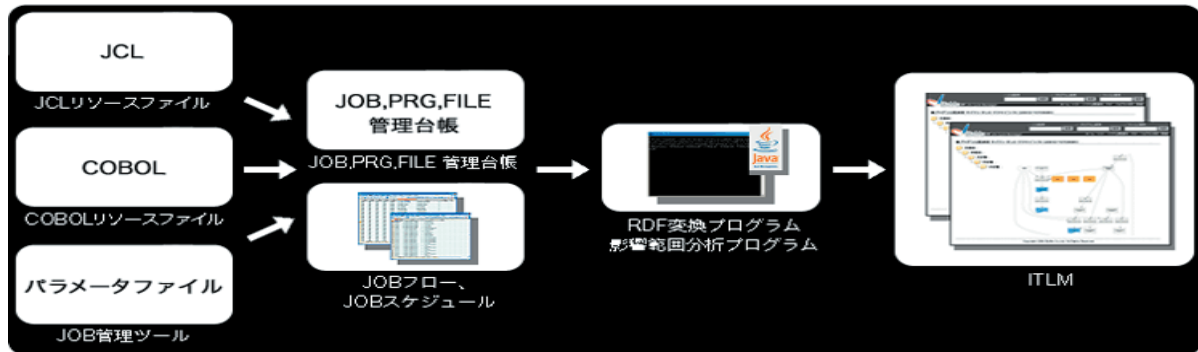 JCL
JCLリソースファイル
COBOL
COBOLリソースファイル
パラメータファイル
JOB管理ツール
JOB,PRG,FILE
管理台帳
JOB,PRG,FILE 管理台帳
JOBフロー、
JOBスケジュール
Java
RDF変換プログラム
影響範囲分析プログラム
ITLM